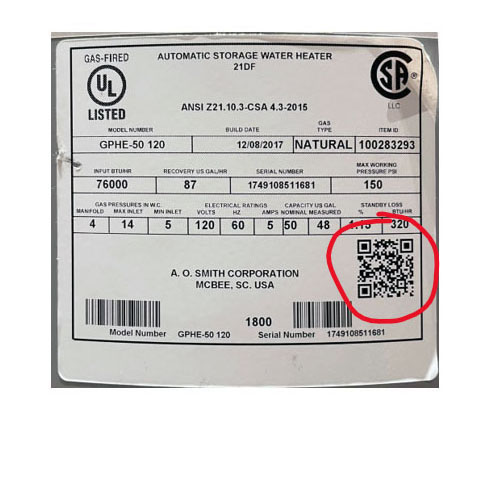 GAS-FIRED
UL
LISTED
AUTOMATIC STORAGE WATER HEATER
21DF
ANSI Z21.10.3-CSA 4.3-2015
SA
LLC
MODEL NUMBER BUILD DATE GAS TYPE ITEM ID
GPHE-50 120 12/08/2017 NATURAL 100283293
INPUT BTU/HR RECOVERY US GAL/HR SERIAL NUMBER MAX WORKING PRESSURE PSI
76000 87 1749108511681 150
GAS PRESSURES IN W.C. ELECTRICAL RATINGS CAPACITY US GAL STANDBY LOSS
MANIFOLD MAX INLET MIN INLET VOLTS HZ AMPS NOMINAL MEASURED % BTU/HR
4 14 5 120 60 5 50 48 1.15 320
A. O. SMITH CORPORATION
MCBEE, SC. USA
1800
Model Number GPHE-50 120 Serial Number 1749108511681